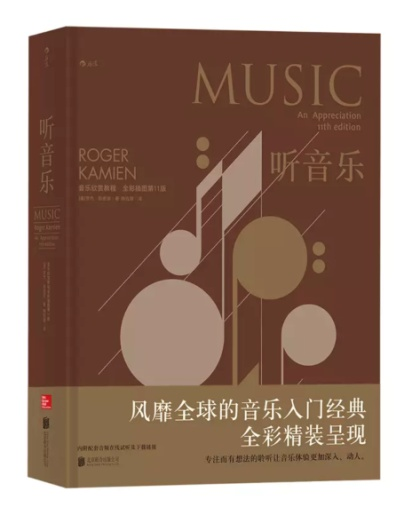 MUSIC
An Appreciation
11th edition
听音乐
ROGER
KAMIEN
音乐欣赏教程 全彩插图第11版
听音乐
MUSIC
风靡全球的音乐入门经典
全彩精装呈现
专注而有想法的聆听让音乐体验更加深入、动人。